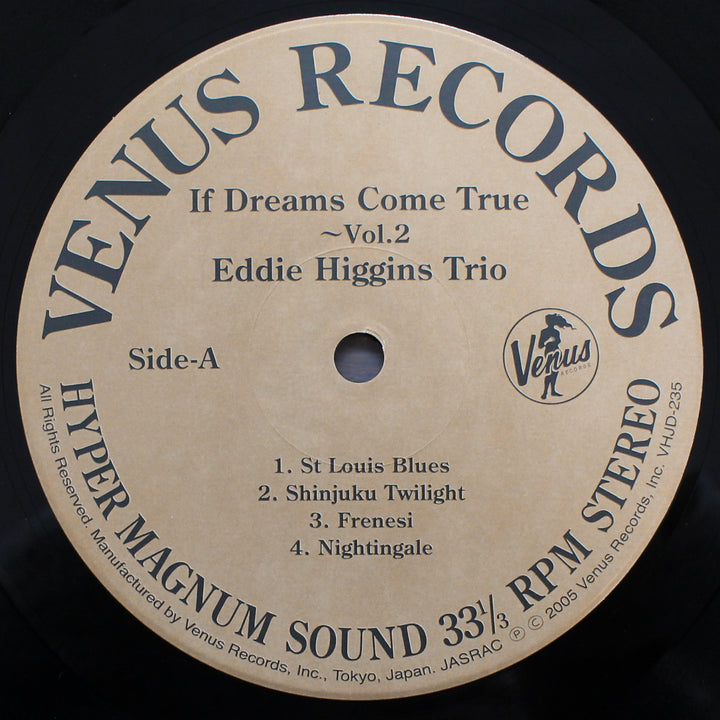 VENUS RECORDS
If Dreams Come True
~Vol.2
Eddie Higgins Trio
Side-A
Venus
RECORDS
1. St Louis Blues
2. Shinjuku Twilight
3. Frenesi
4. Nightingale
HYPER MAGNUM SOUND 33⅓ RPM STEREO
All Rights Reserved. Manufactured by Venus Records, Inc., Tokyo, Japan. JASRAC Ⓟ © 2005 Venus Records, Inc. VHJD-235